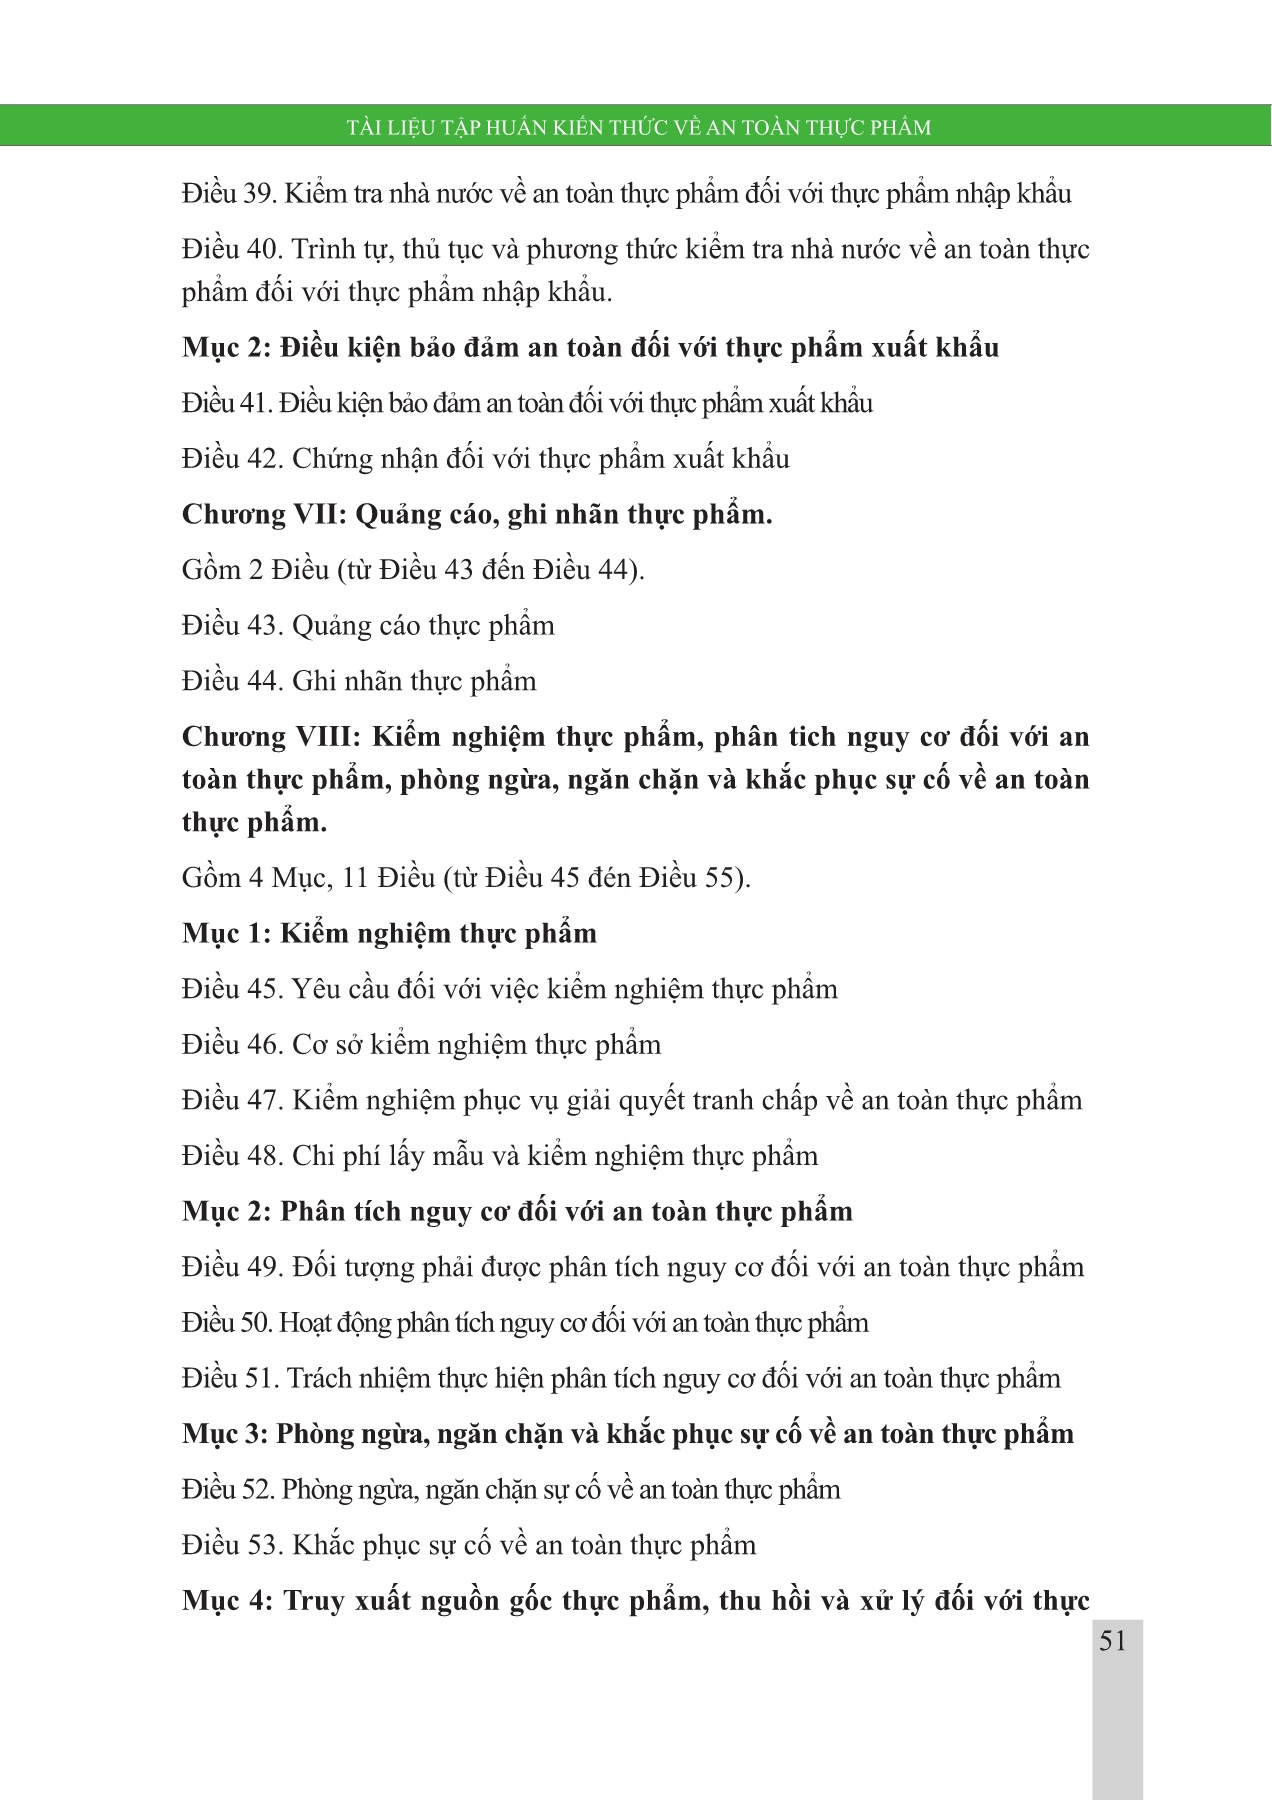 TÀI LIỆU TẬP HUẤN KIẾN THỨC VỀ AN TOÀN THỰC PHẨM
Điều 39. Kiểm tra nhà nước về an toàn thực phẩm đối với thực phẩm nhập khẩu
Điều 40. Trình tự, thủ tục và phương thức kiểm tra nhà nước về an toàn thực
phẩm đối với thực phẩm nhập khẩu.
Mục 2: Điều kiện bảo đảm an toàn đối với thực phẩm xuất khẩu
Điều 41. Điều kiện bảo đảm an toàn đối với thực phẩm xuất khẩu
Điều 42. Chứng nhận đối với thực phẩm xuất khẩu
Chương VII: Quảng cáo, ghi nhãn thực phẩm.
Gồm 2 Điều (từ Điều 43 đến Điều 44).
Điều 43. Quảng cáo thực phẩm
Điều 44. Ghi nhãn thực phẩm
Chương VIII: Kiểm nghiệm thực phẩm, phân tich nguy cơ đối với an
toàn thực phẩm, phòng ngừa, ngăn chặn và khắc phục sự cố về an toàn
thực phẩm.
Gồm 4 Mục, 11 Điều (từ Điều 45 đén Điều 55).
Mục 1: Kiểm nghiệm thực phẩm
Điều 45. Yêu cầu đối với việc kiểm nghiệm thực phẩm
Điều 46. Cơ sở kiểm nghiệm thực phẩm
Điều 47. Kiểm nghiệm phục vụ giải quyết tranh chấp về an toàn thực phẩm
Điều 48. Chi phí lấy mẫu và kiểm nghiệm thực phẩm
Mục 2: Phân tích nguy cơ đối với an toàn thực phẩm
Điều 49. Đối tượng phải được phân tích nguy cơ đối với an toàn thực phẩm
Điều 50. Hoạt động phân tích nguy cơ đối với an toàn thực phẩm
Điều 51. Trách nhiệm thực hiện phân tích nguy cơ đối với an toàn thực phẩm
Mục 3: Phòng ngừa, ngăn chặn và khắc phục sự cố về an toàn thực phẩm
Điều 52. Phòng ngừa, ngăn chặn sự cố về an toàn thực phẩm
Điều 53. Khắc phục sự cố về an toàn thực phẩm
Mục 4: Truy xuất nguồn gốc thực phẩm, thu hồi và xử lý đối với thực
51